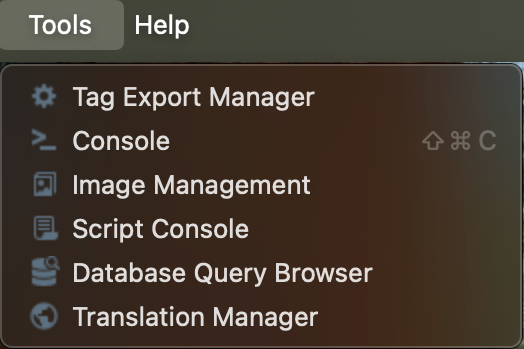 Tools Help
Tag Export Manager
Console ⇧⌘C
Image Management
Script Console
Database Query Browser
Translation Manager